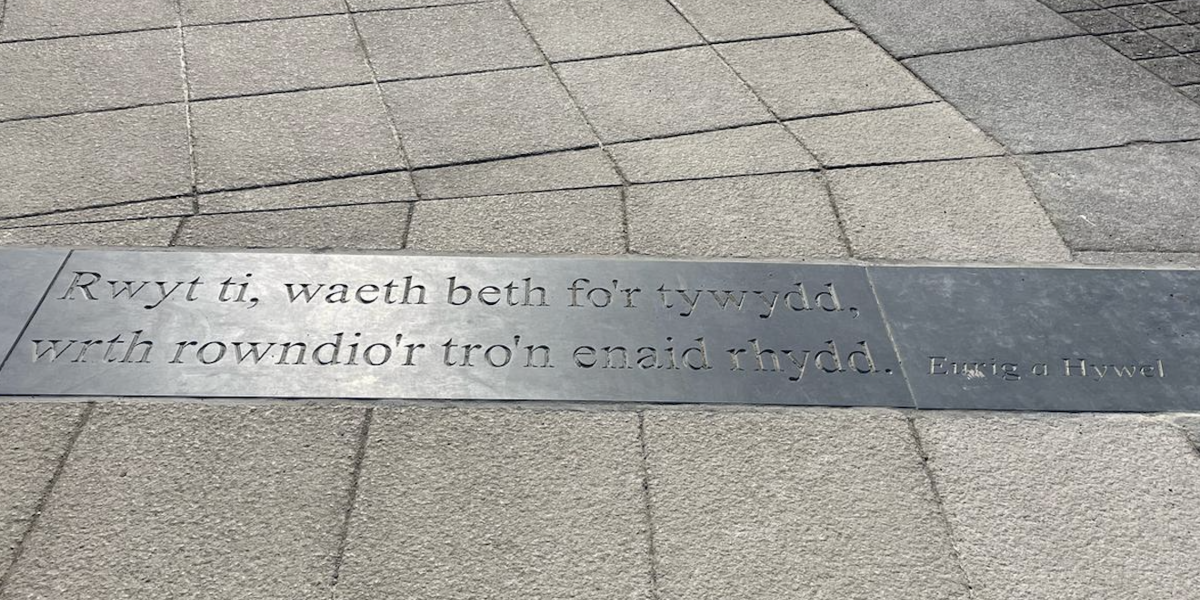 Rwyt ti, waeth beth fo'r tywydd,
wrth rowndio'r tro'n enaid rhydd.
Eurig a Hywel